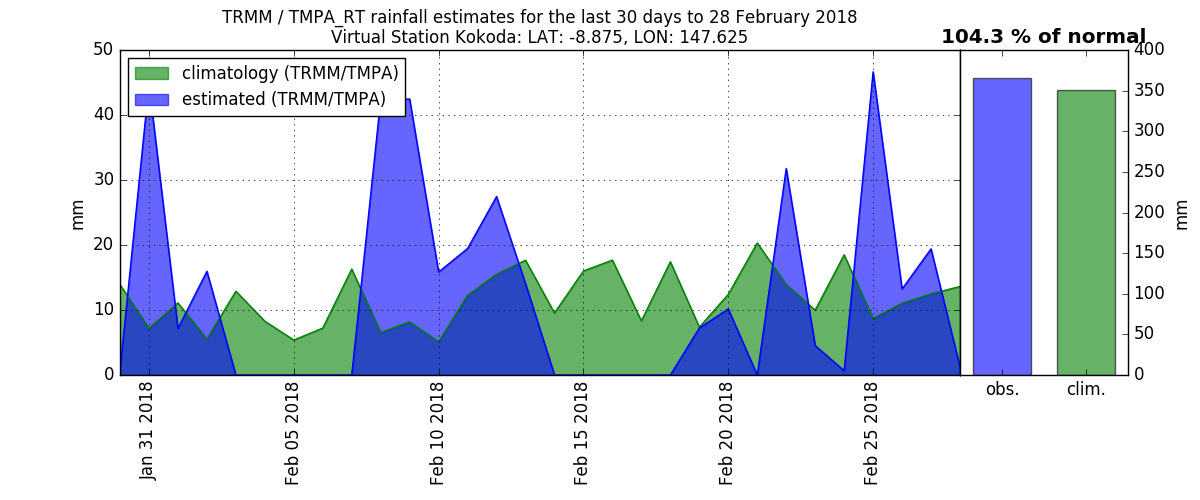 TRMM / TMPA_RT rainfall estimates for the last 30 days to 28 February 2018
Virtual Station Kokoda: LAT: -8.875, LON: 147.625
104.3 % of normal
climatology (TRMM/TMPA)
estimated (TRMM/TMPA)
50
40
30
20
10
0
mm
Jan 31 2018
Feb 05 2018
Feb 10 2018
Feb 15 2018
Feb 20 2018
Feb 25 2018
obs.
clim.
400
350
300
250
200
150
100
50
0
mm